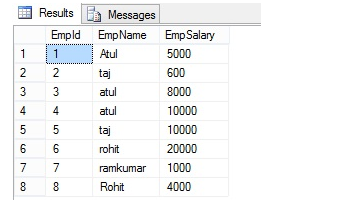 Results Messages
EmpId EmpName EmpSalary
1 1 Atul 5000
2 2 taj 600
3 3 atul 8000
4 4 atul 10000
5 5 taj 10000
6 6 rohit 20000
7 7 ramkumar 1000
8 8 Rohit 4000